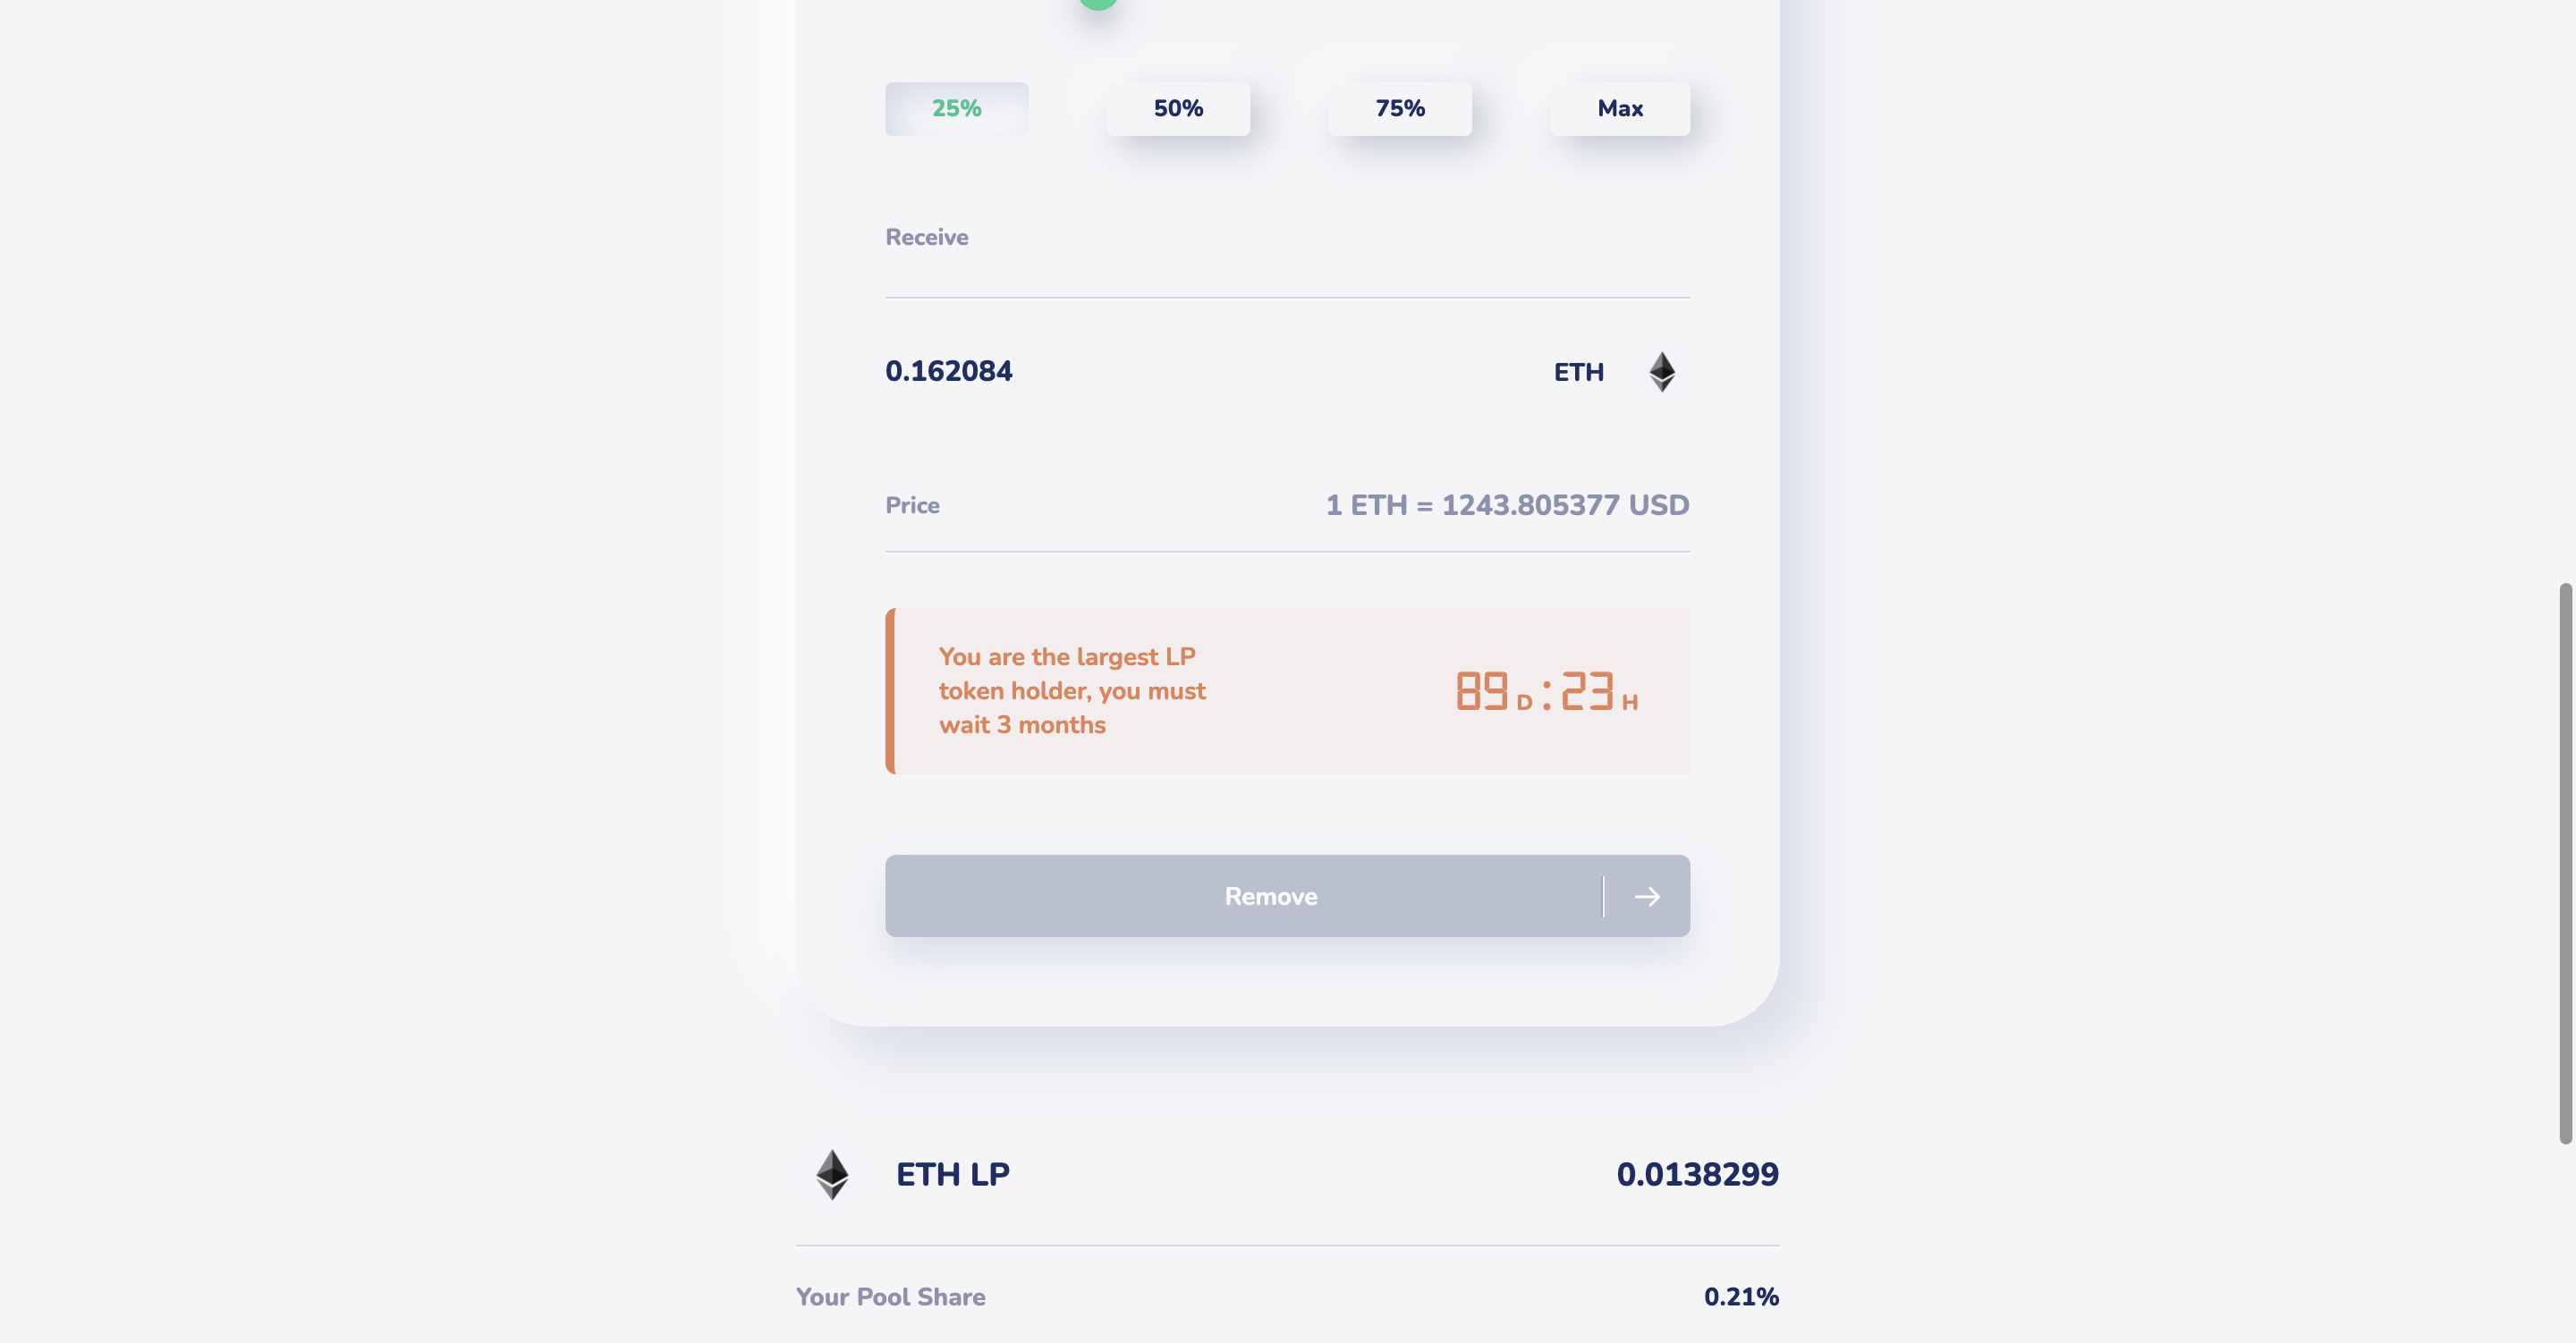 25% 50% 75% Max
Receive
0.162084 ETH
Price 1 ETH = 1243.805377 USD
You are the largest LP
token holder, you must
wait 3 months
89 D : 23 H
Remove
ETH LP 0.0138299
Your Pool Share 0.21%